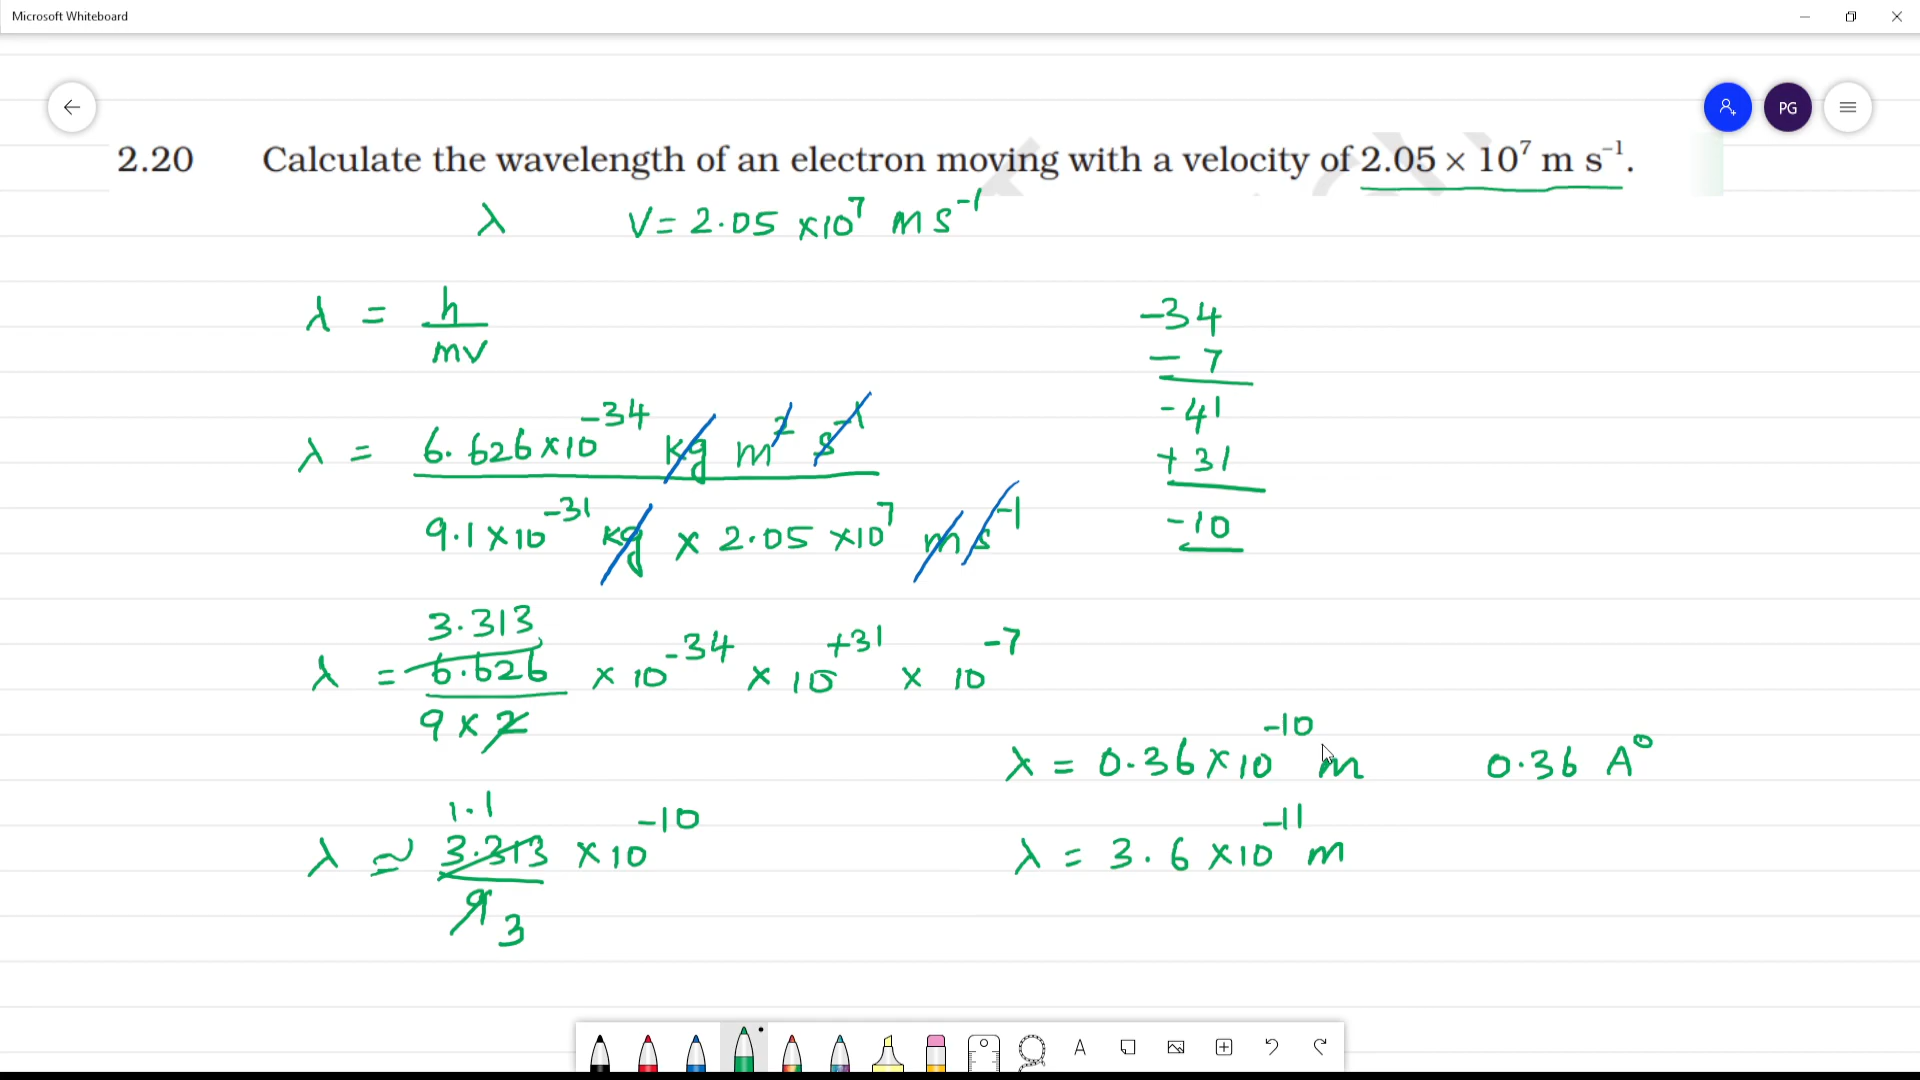 Microsoft Whiteboard
PG
2.20 Calculate the wavelength of an electron moving with a velocity of 2.05 × 10⁷ m s⁻¹.
λ V = 2.05 × 10⁷ m s⁻¹
λ = h / mv
λ = 6.626 × 10⁻³⁴ kg m² s⁻¹
9.1 × 10⁻³¹ kg × 2.05 × 10⁷ m s⁻¹
3.313
λ = 6.626 × 10⁻³⁴ × 10⁺³¹ × 10⁻⁷
9 × 2
1.1
λ ≃ 3.313 × 10⁻¹⁰
9 3
-34
- 7
-41
+ 31
-10
λ = 0.36 × 10⁻¹⁰ m 0.36 A⁰
λ = 3.6 × 10⁻¹¹ m
A